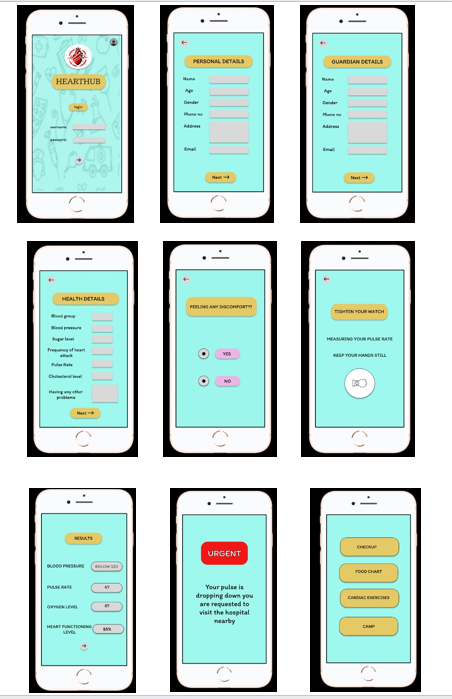 HEARTHUB
login
username
password
PERSONAL DETAILS
Name
Age
Gender
Phone no
Address
Email
Next →
GUARDIAN DETAILS
Name
Age
Gender
Phone no
Address
Email
Next →
HEALTH DETAILS
Blood group
Blood pressure
Sugar level
Frequency of heart
attack
Pulse Rate
Cholesterol level
Having any other
problems
Next →
FEELING ANY DISCOMFORT??
YES
NO
TIGHTEN YOUR WATCH
MEASURING YOUR PULSE RATE
KEEP YOUR HANDS STILL
RESULTS
BLOOD PRESSURE
BELOW 120
PULSE RATE
67
OXYGEN LEVEL
97
HEART FUNCTIONING
LEVEL
88%
URGENT
Your pulse is
dropping down you
are requested to
visit the hospital
nearby
CHECKUP
FOOD CHART
CARDIAC EXERCISES
CAMP